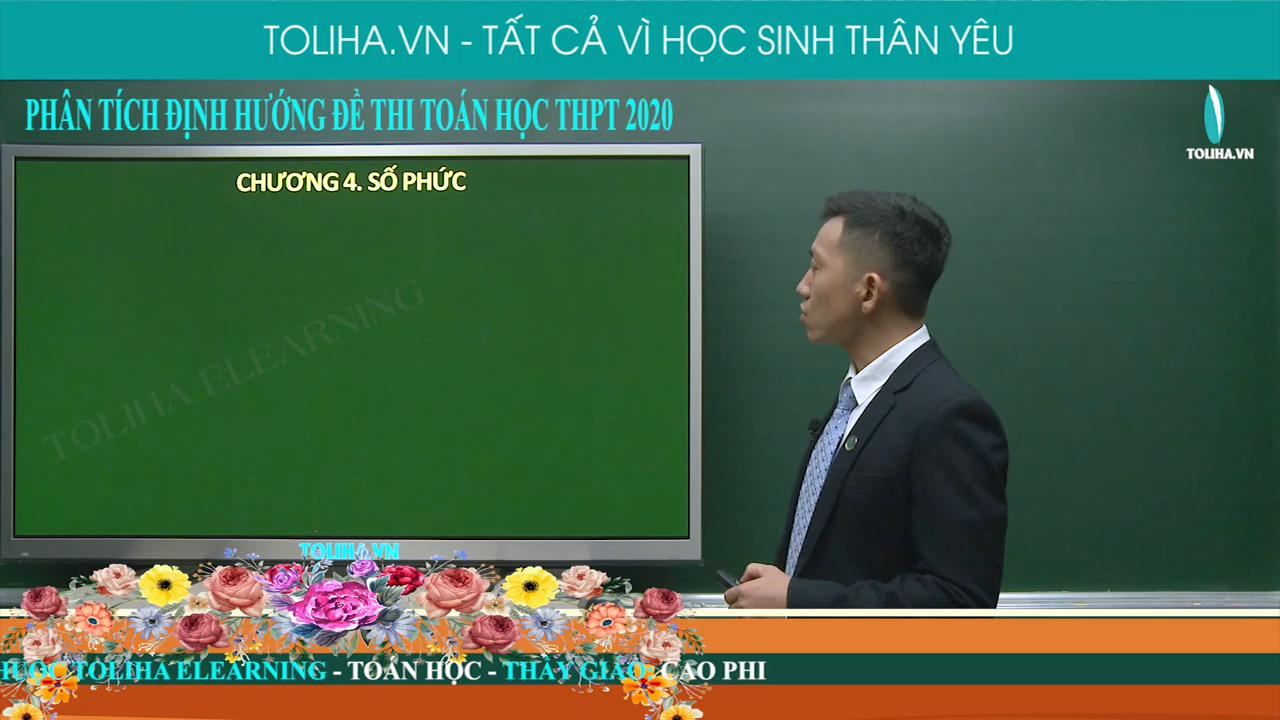 TOLIHA.VN - TẤT CẢ VÌ HỌC SINH THÂN YÊU
PHÂN TÍCH ĐỊNH HƯỚNG ĐỀ THI TOÁN HỌC THPT 2020
TOLIHA.VN
CHƯƠNG 4. SỐ PHỨC
TOLIHA ELEARNING
TOLIHA.VN
TOLIHA ELEARNING - TOÁN HỌC - THẦY GIÁO CAO PHI